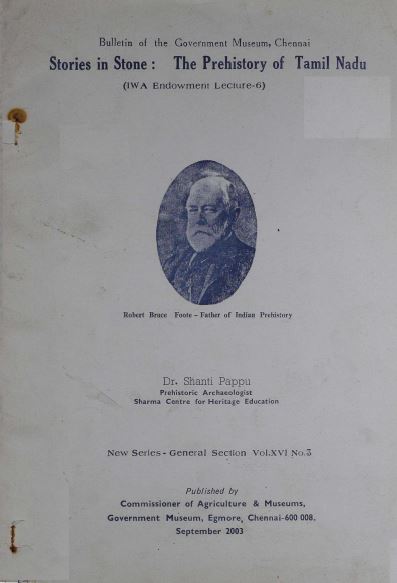 Bulletin of the Government Museum, Chennai
Stories in Stone : The Prehistory of Tamil Nadu
(IWA Endowment Lecture-6)
Robert Bruce Foote – Father of Indian Prehistory
Dr. Shanti Pappu
Prehistoric Archaeologist
Sharma Centre for Heritage Education
New Series - General Section Vol.XVI No.3
Published by
Commissioner of Agriculture & Museums,
Government Museum, Egmore, Chennai-600 008.
September 2003